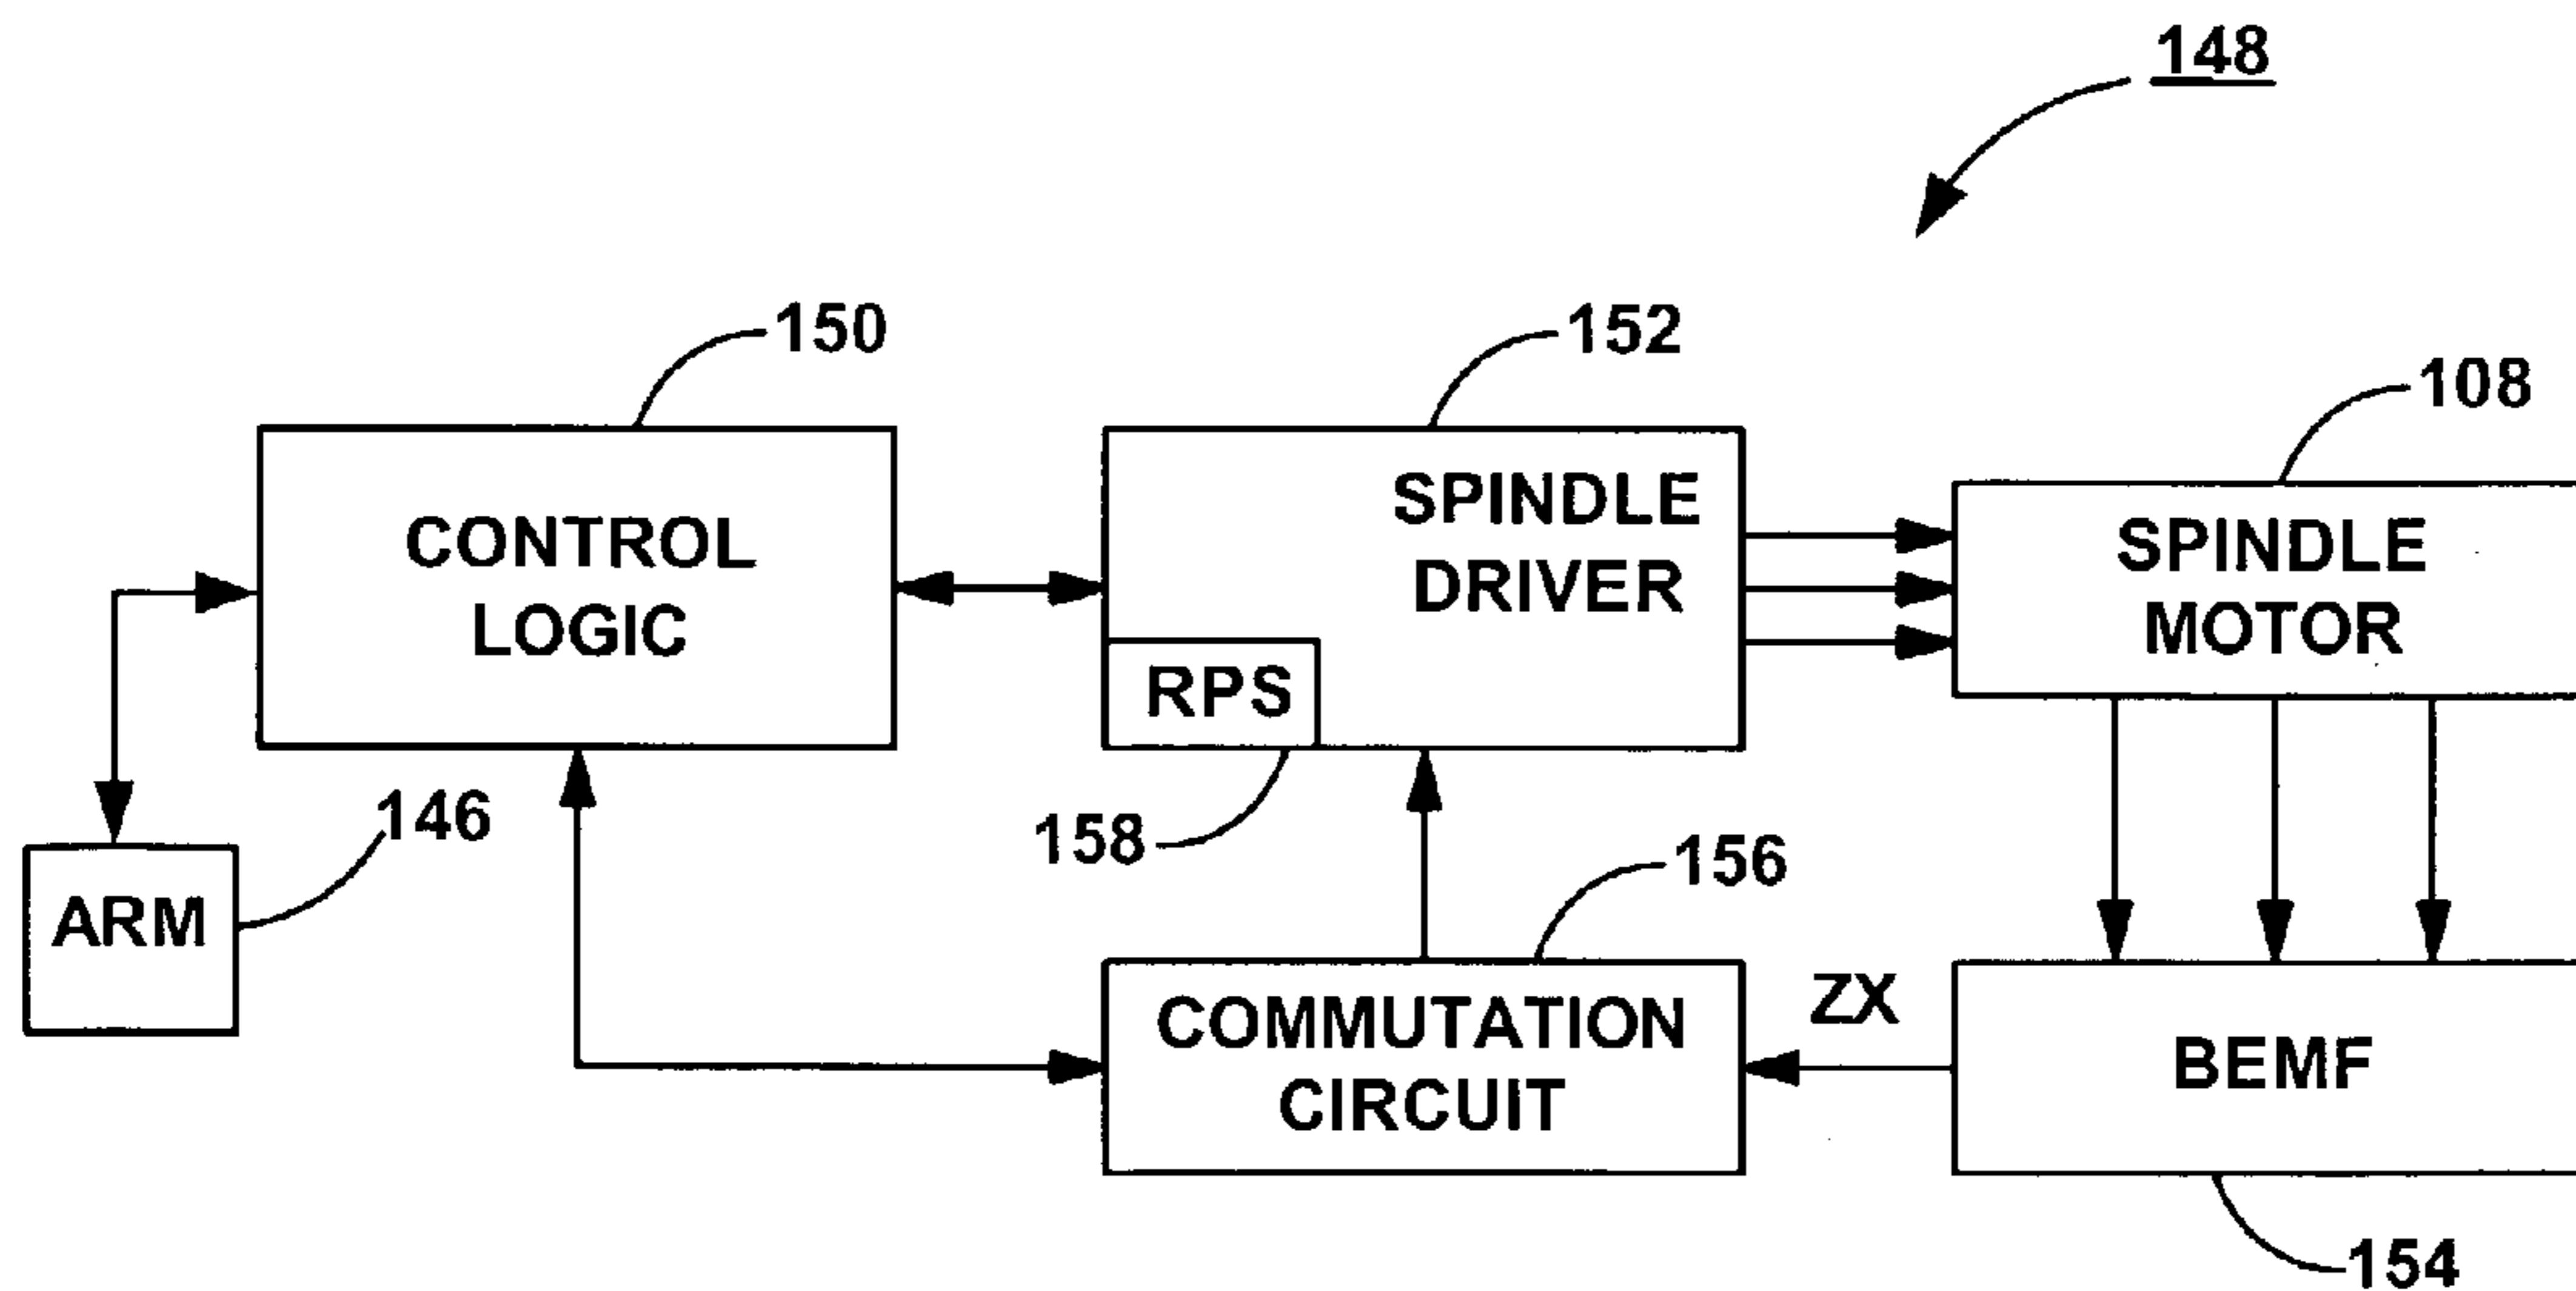 148
150
152
108
CONTROL
LOGIC
SPINDLE
DRIVER
SPINDLE
MOTOR
RPS
146
158
156
ARM
ZX
COMMUTATION
CIRCUIT
BEMF
154